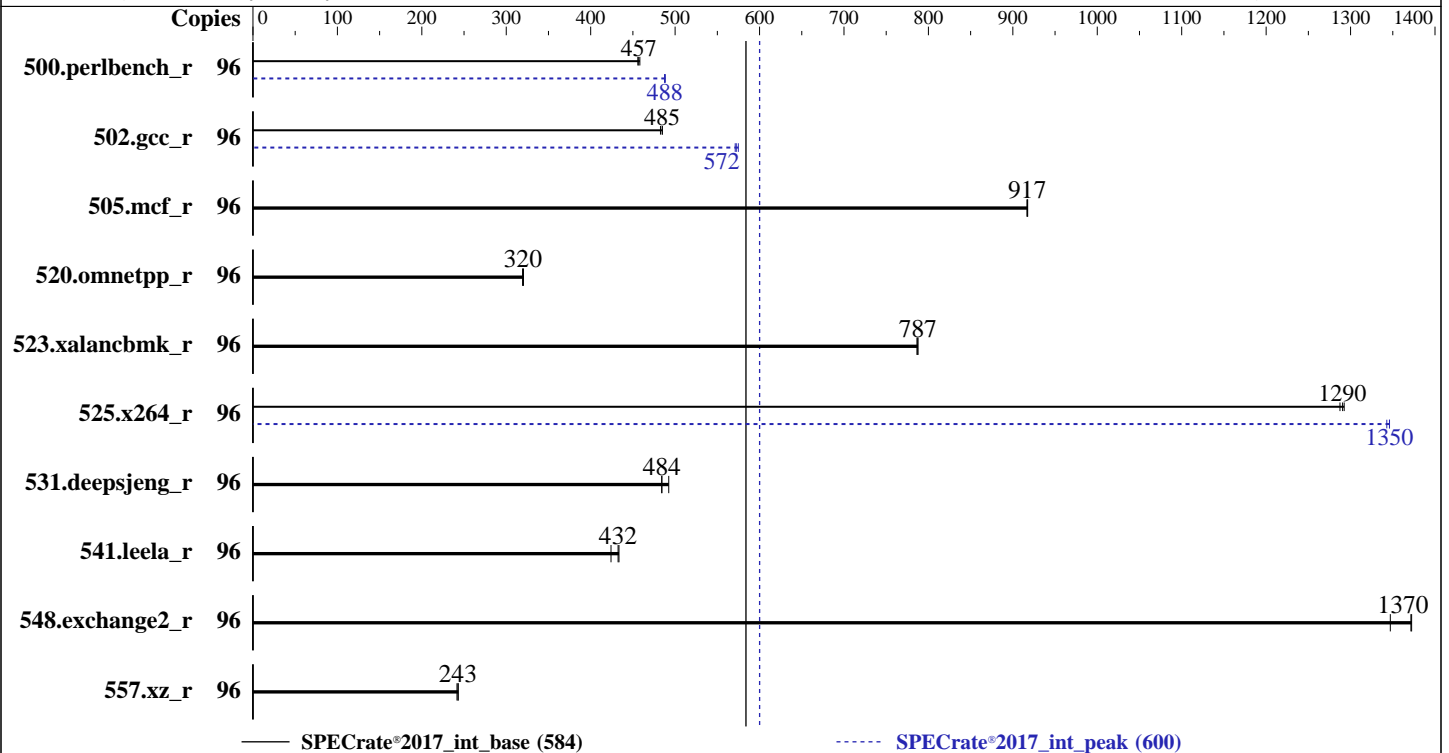 Copies 0 100 200 300 400 500 600 700 800 900 1000 1100 1200 1300 1400
457
500.perlbench_r 96
488
485
502.gcc_r 96
572
917
505.mcf_r 96
320
520.omnetpp_r 96
787
523.xalancbmk_r 96
1290
525.x264_r 96
1350
484
531.deepsjeng_r 96
432
541.leela_r 96
1370
548.exchange2_r 96
243
557.xz_r 96
SPECrate®2017_int_base (584) SPECrate®2017_int_peak (600)